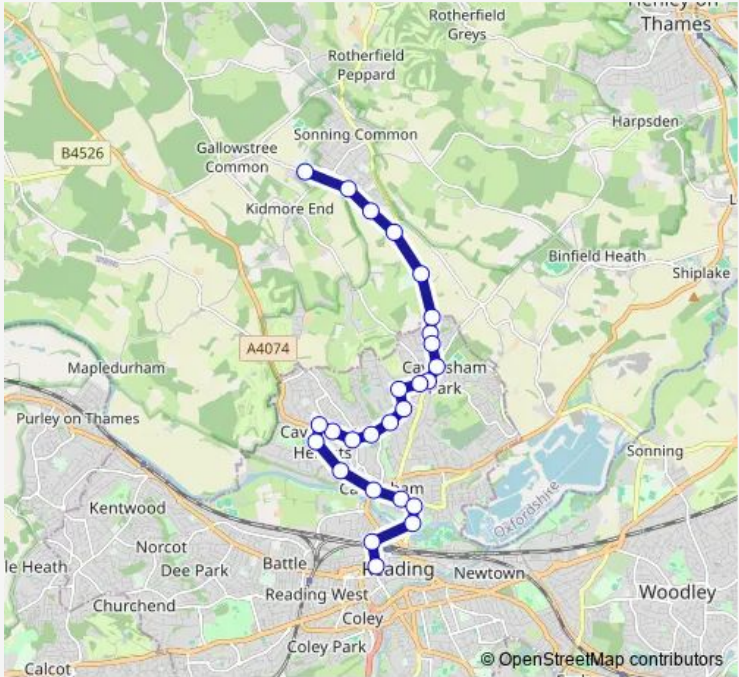 Henley on
Thames
Rotherfield
Greys
Rotherfield
Peppard
Harpsden
Sonning Common
Gallowstree
Common
B4526
Kidmore End
Binfield Heath
Shiplake
A4074
Mapledurham
Park
Purley on Thames
Sonning
Oxfordshire
Kentwood
Norcot
le Heath
Dee Park
Battle
Reading
Newtown
Reading West
Woodley
Churchend
Coley
Coley Park
Calcot
© OpenStreetMap contributors